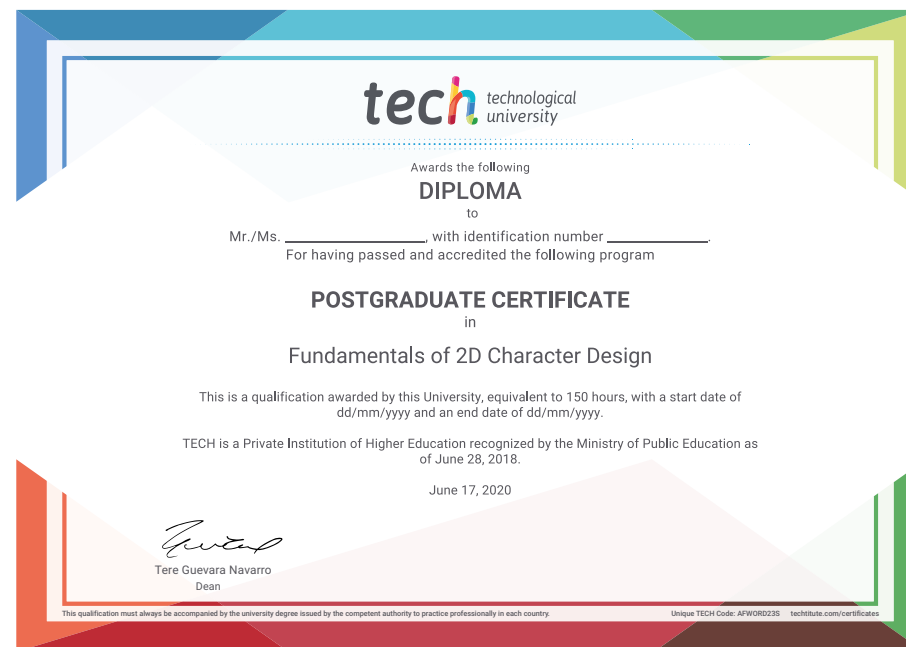 tech technological
university
Awards the following
DIPLOMA
to
Mr./Ms. ____________________, with identification number ______________.
For having passed and accredited the following program
POSTGRADUATE CERTIFICATE
in
Fundamentals of 2D Character Design
This is a qualification awarded by this University, equivalent to 150 hours, with a start date of
dd/mm/yyyy and an end date of dd/mm/yyyy.
TECH is a Private Institution of Higher Education recognized by the Ministry of Public Education as
of June 28, 2018.
June 17, 2020
Tere Guevara Navarro
Dean
This qualification must always be accompanied by the university degree issued by the competent authority to practice professionally in each country. Unique TECH Code: AFWORD23S techtitute.com/certificates